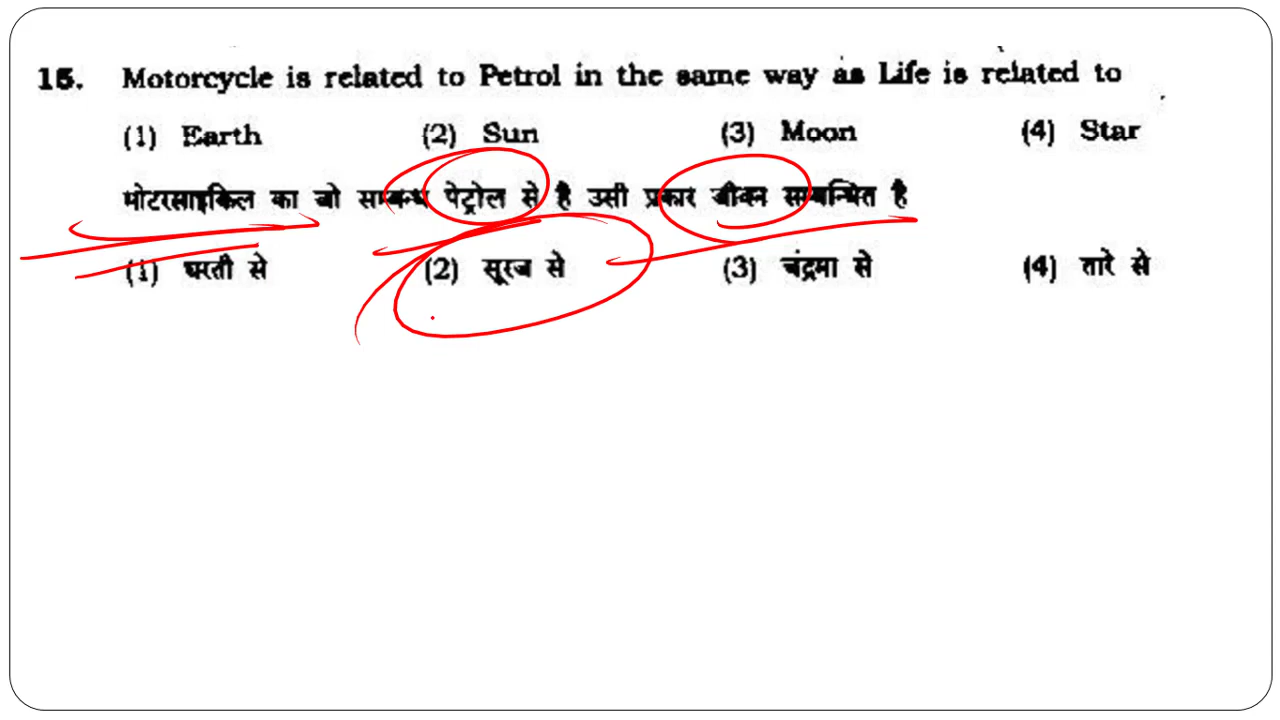 15. Motorcycle is related to Petrol in the same way as Life is related to
(1) Earth (2) Sun (3) Moon (4) Star
मोटरसाइकिल का जो सम्बन्ध पेट्रोल से है उसी प्रकार जीवन सम्बन्धित है
(1) धरती से (2) सूरज से (3) चंद्रमा से (4) तारे से